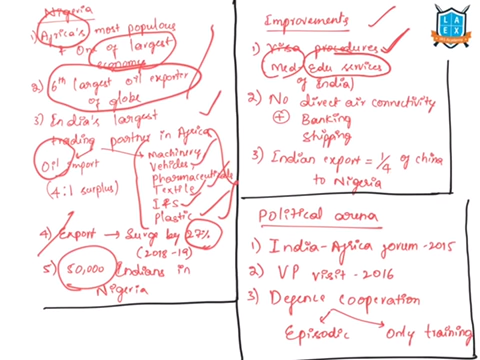 Nigeria
1) Africa's most populous
& One of largest
economies
2) 6th largest oil exporter
of globe
3) India's largest
trading partner in Africa
Oil import
(4:1 surplus)
Machinery
Vehicles
Pharmaceuticals
Textile
I&S
Plastic
4) Export → Surge by 27%
(2018-19)
5) 50,000 Indians in
Nigeria
Improvements
1) Visa procedures
(Med, Edu services
of India)
2) No direct air connectivity
+ Banking
Shipping
3) Indian export = 1/4 of china
to Nigeria
Political arena
1) India-Africa forum-2015
2) VP visit-2016
3) Defence cooperation
Episodic
Only training
L A
E X